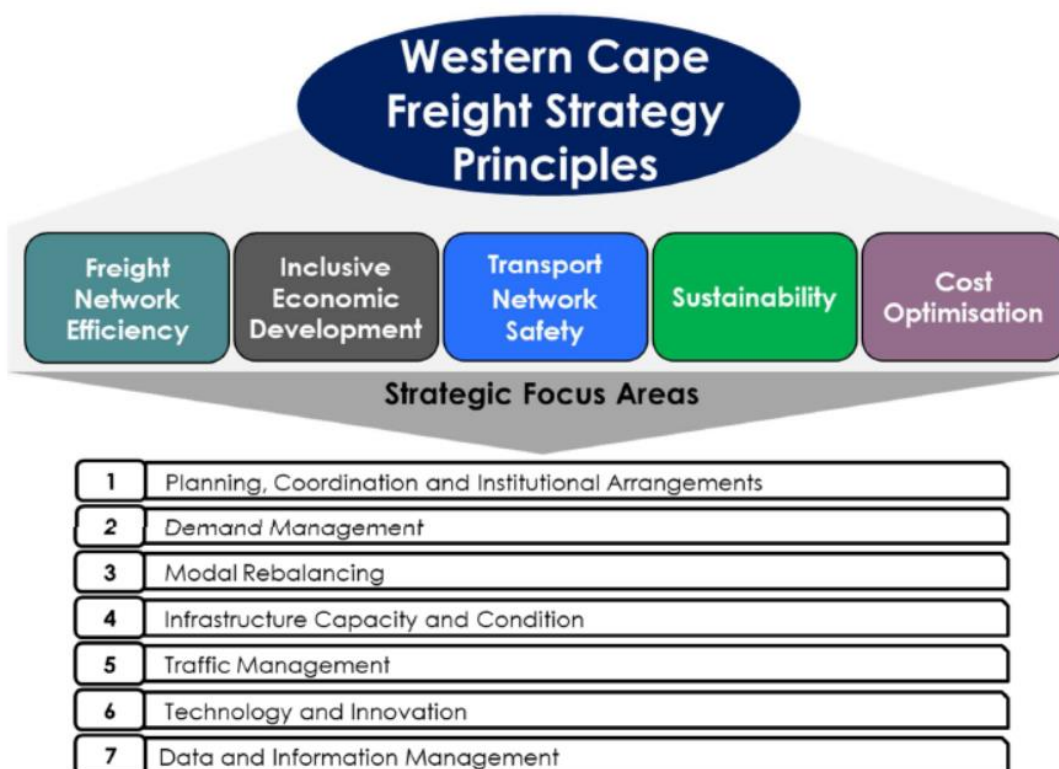 Western Cape
Freight Strategy
Principles
Freight
Network
Efficiency
Inclusive
Economic
Development
Transport
Network
Safety
Sustainability
Cost
Optimisation
Strategic Focus Areas
1 Planning, Coordination and Institutional Arrangements
2 Demand Management
3 Modal Rebalancing
4 Infrastructure Capacity and Condition
5 Traffic Management
6 Technology and Innovation
7 Data and Information Management